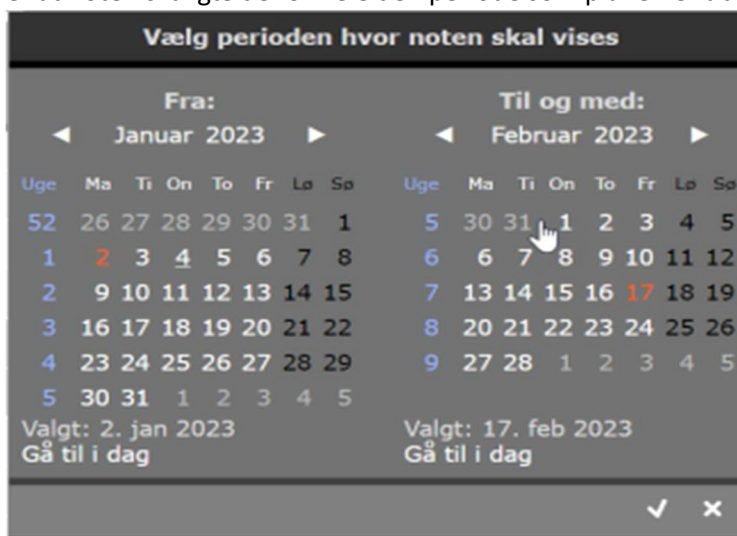 Vælg perioden hvor noten skal vises
Fra:
◄ Januar 2023 ►
Uge Ma Ti On To Fr Lø Sø
52 26 27 28 29 30 31 1
1 2 3 4 5 6 7 8
2 9 10 11 12 13 14 15
3 16 17 18 19 20 21 22
4 23 24 25 26 27 28 29
5 30 31 1 2 3 4 5
Valgt: 2. jan 2023
Gå til i dag
Til og med:
◄ Februar 2023 ►
Uge Ma Ti On To Fr Lø Sø
5 30 31 1 2 3 4 5
6 6 7 8 9 10 11 12
7 13 14 15 16 17 18 19
8 20 21 22 23 24 25 26
9 27 28 1 2 3 4 5
Valgt: 17. feb 2023
Gå til i dag